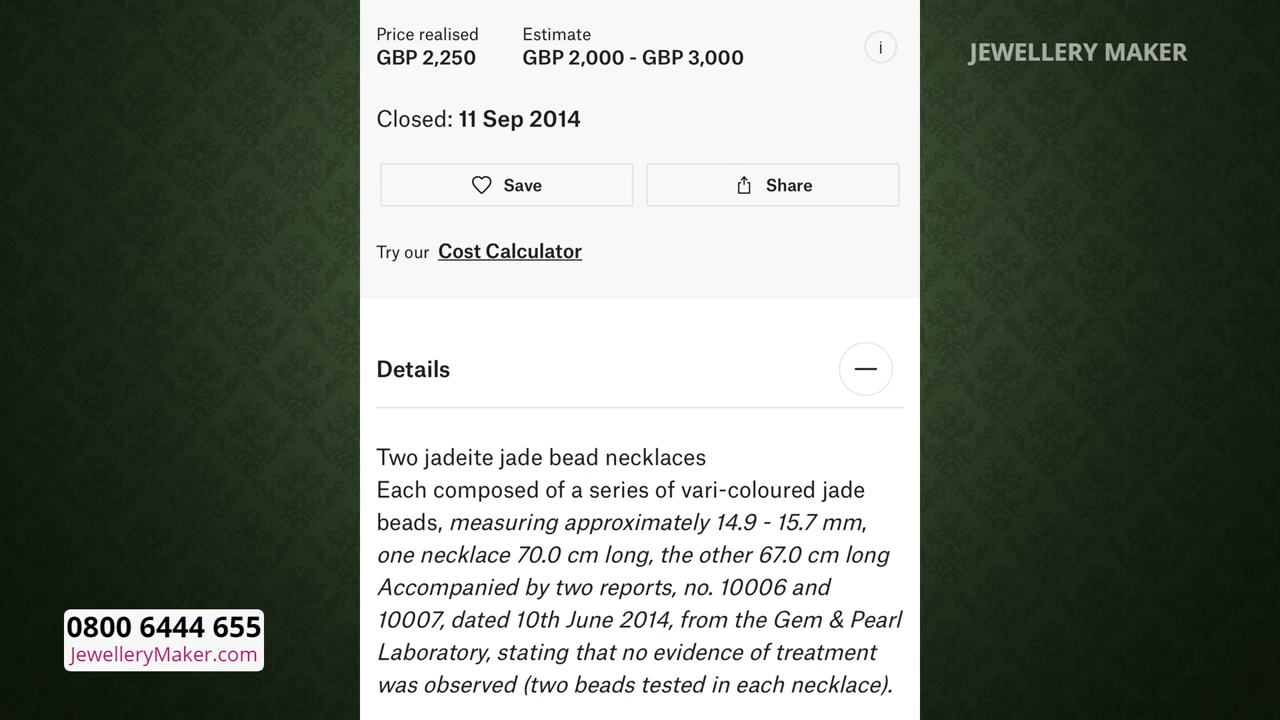 Price realised
GBP 2,250
Estimate
GBP 2,000 - GBP 3,000
i
JEWELLERY MAKER
Closed: 11 Sep 2014
Save
Share
Try our Cost Calculator
Details
Two jadeite jade bead necklaces
Each composed of a series of vari-coloured jade
beads, measuring approximately 14.9 - 15.7 mm,
one necklace 70.0 cm long, the other 67.0 cm long
Accompanied by two reports, no. 10006 and
10007, dated 10th June 2014, from the Gem & Pearl
Laboratory, stating that no evidence of treatment
was observed (two beads tested in each necklace).
0800 6444 655
JewelleryMaker.com